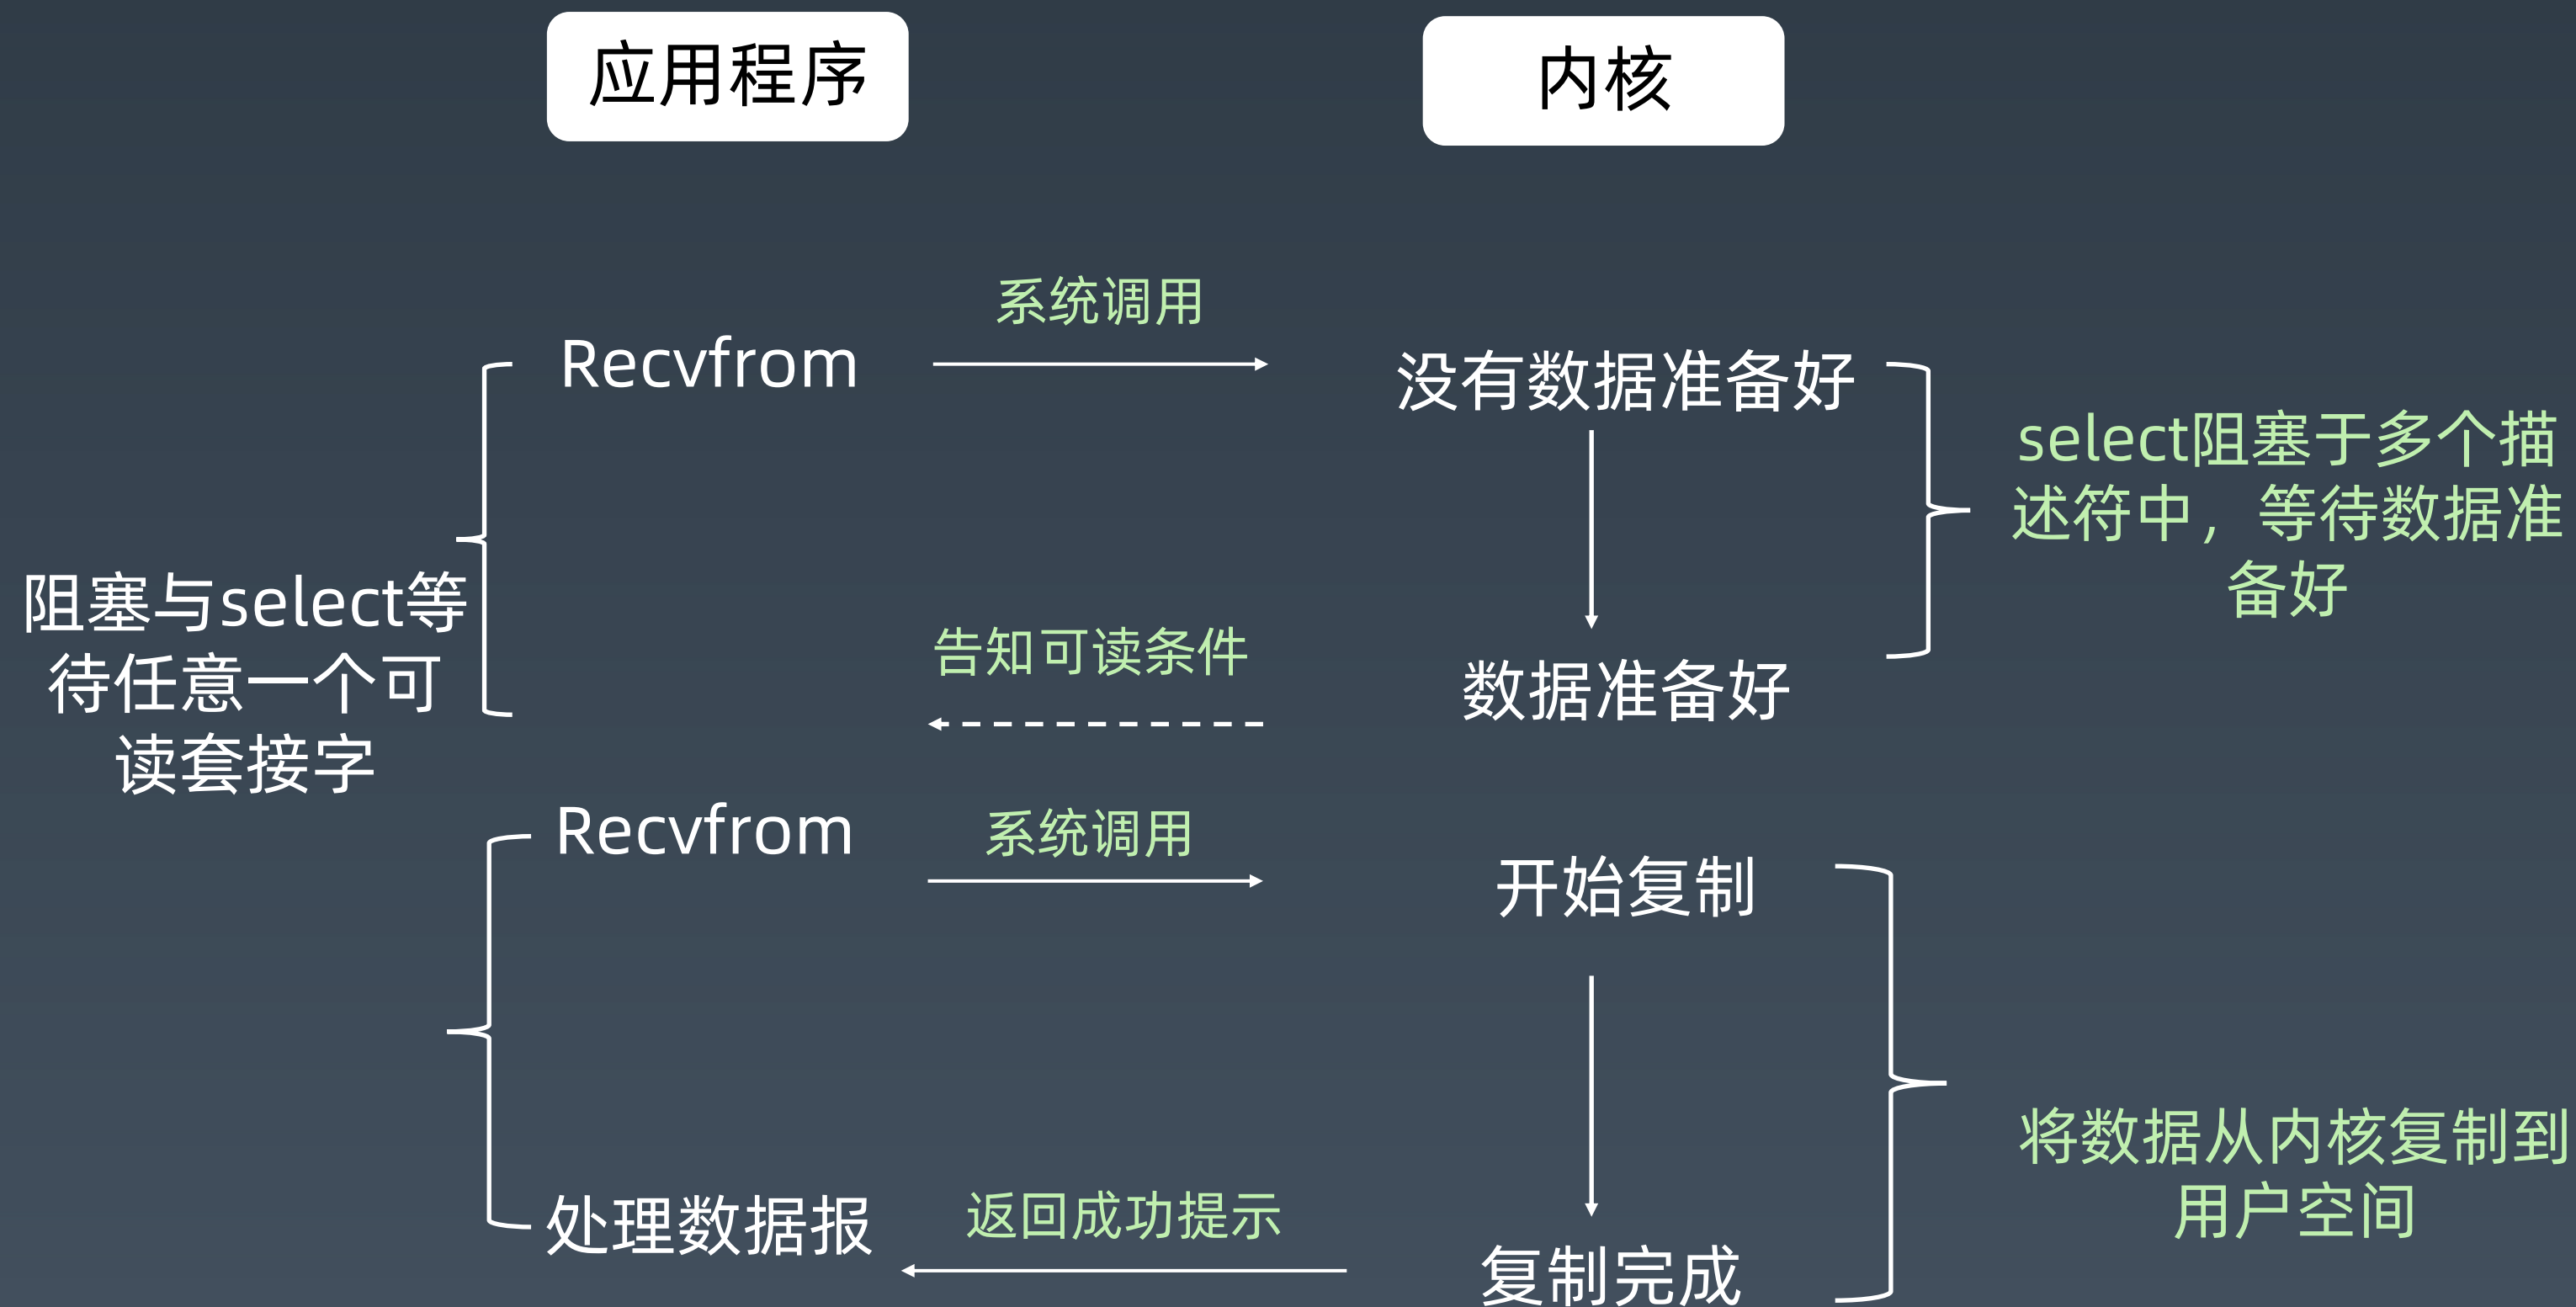 应用程序
内核
系统调用
Recvfrom
没有数据准备好
select阻塞于多个描
述符中，等待数据准
备好
阻塞与select等
待任意一个可
读套接字
告知可读条件
数据准备好
Recvfrom
系统调用
开始复制
将数据从内核复制到
用户空间
处理数据报
返回成功提示
复制完成